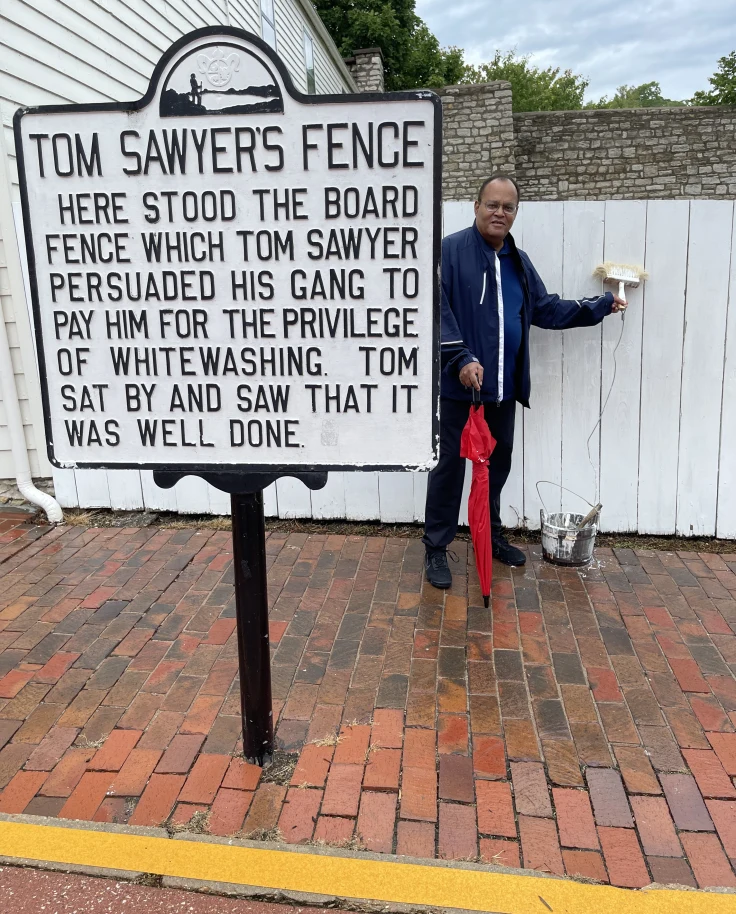 TOM SAWYER'S FENCE
HERE STOOD THE BOARD
FENCE WHICH TOM SAWYER
PERSUADED HIS GANG TO
PAY HIM FOR THE PRIVILEGE
OF WHITEWASHING. TOM
SAT BY AND SAW THAT IT
WAS WELL DONE.